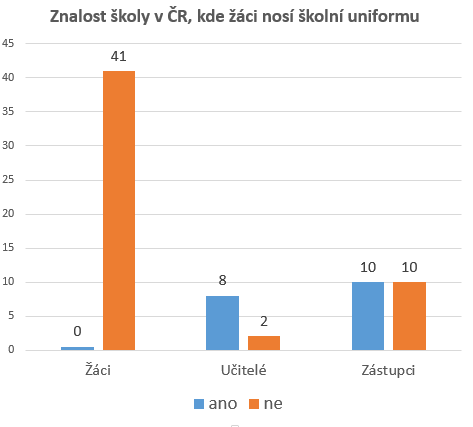 Znalost školy v ČR, kde žáci nosí školní uniformu
45
40
35
30
25
20
15
10
5
0
0
41
8
2
10
10
Žáci
Učitelé
Zástupci
ano
ne